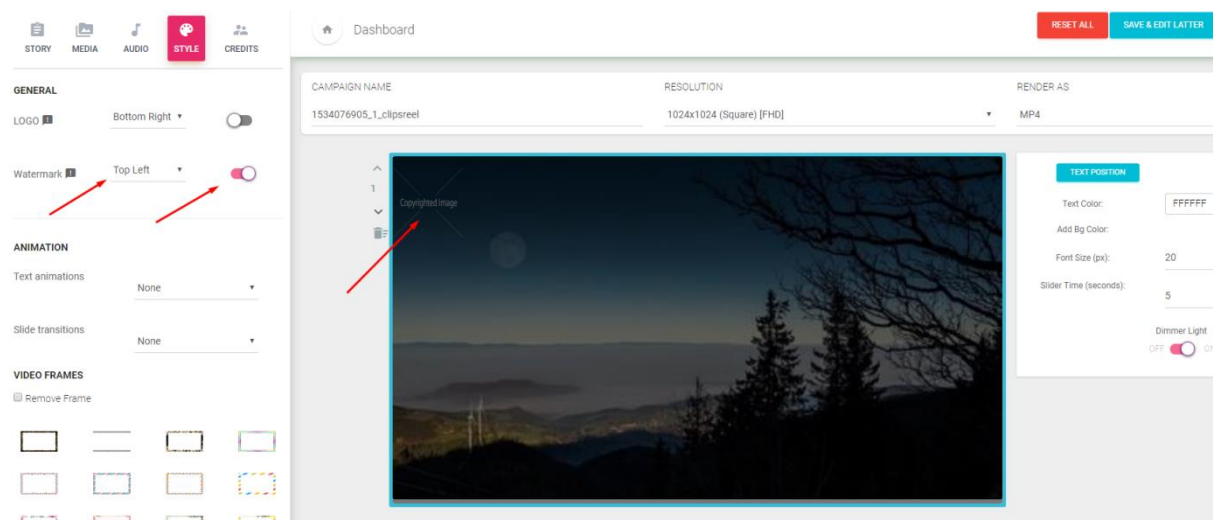 STORY MEDIA AUDIO STYLE CREDITS
Dashboard
RESET ALL
SAVE & EDIT LATTER
GENERAL
LOGO Bottom Right
Watermark Top Left
ANIMATION
Text animations
None
Slide transitions
None
VIDEO FRAMES
Remove Frame
CAMPAIGN NAME RESOLUTION RENDER AS
1534076905_1_clipsreel 1024x1024 (Square) [FHD] MP4
1
Copyrighted image
TEXT POSITION
Text Color: FFFFFF
Add Bg Color:
Font Size (px): 20
Slider Time (seconds): 5
Dimmer Light
OFF